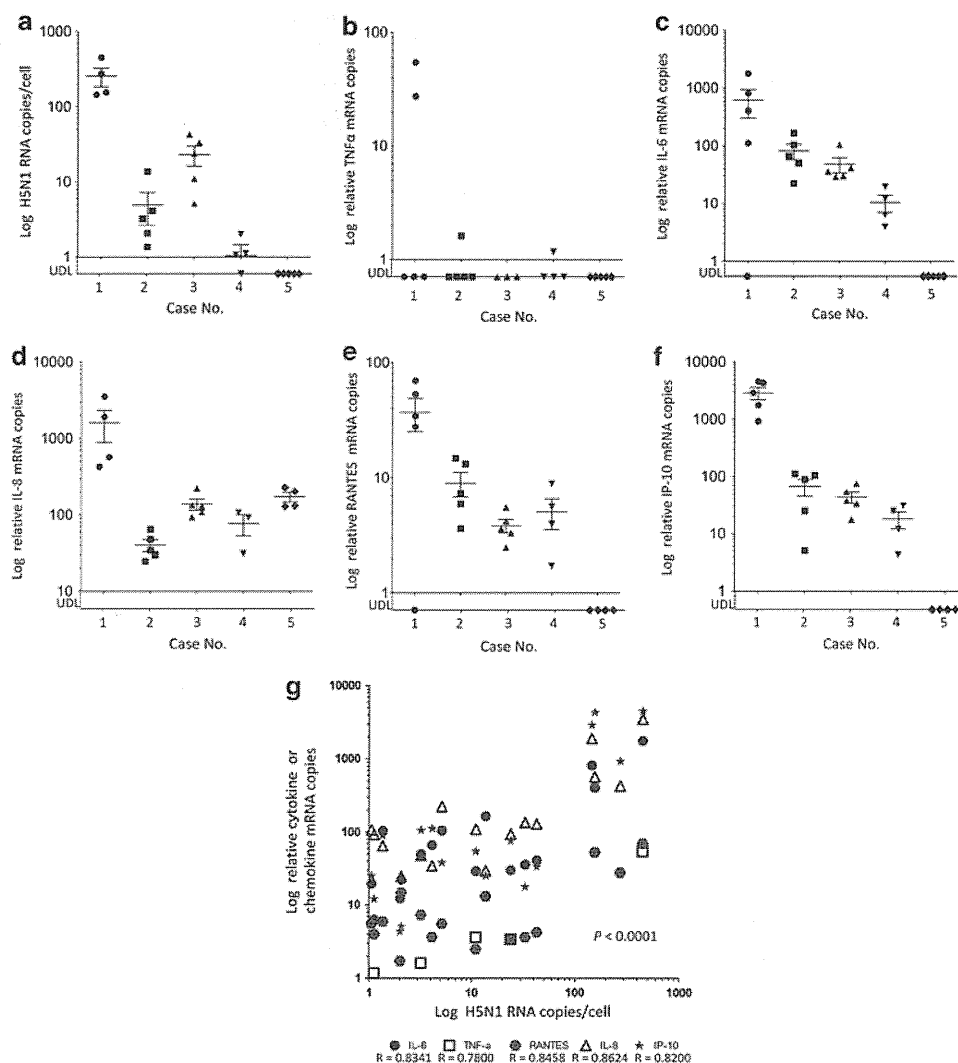 a
Log H5N1 RNA copies/cell
1000
100
10
1
UDL
1 2 3 4 5
Case No.
b
Log relative TNFα mRNA copies
100
10
1
UDL
1 2 3 4 5
Case No.
c
Log relative IL-6 mRNA copies
10000
1000
100
10
1
UDL
1 2 3 4 5
Case No.
d
Log relative IL-8 mRNA copies
10000
1000
100
10
UDL
1 2 3 4 5
Case No.
e
Log relative RANTES mRNA copies
100
10
1
UDL
1 2 3 4 5
Case No.
f
Log relative IP-10 mRNA copies
10000
1000
100
10
1
UDL
1 2 3 4 5
Case No.
g
Log relative cytokine or
chemokine mRNA copies
10000
1000
100
10
1
P < 0.0001
1 10 100 1000
Log H5N1 RNA copies/cell
IL-6 TNF-a RANTES IL-8 IP-10
R = 0.8341 R = 0.7800 R = 0.8458 R = 0.8624 R = 0.8200